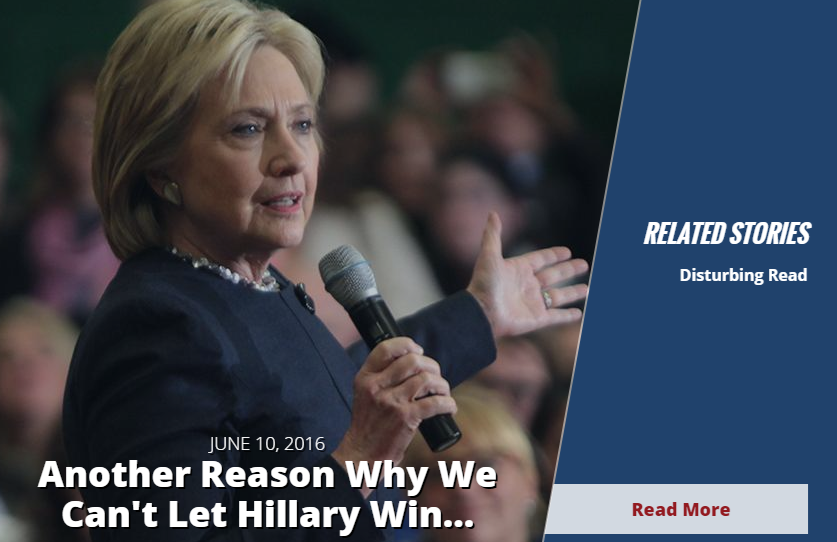 JUNE 10, 2016
Another Reason Why We
Can't Let Hillary Win...
RELATED STORIES
Disturbing Read
Read More